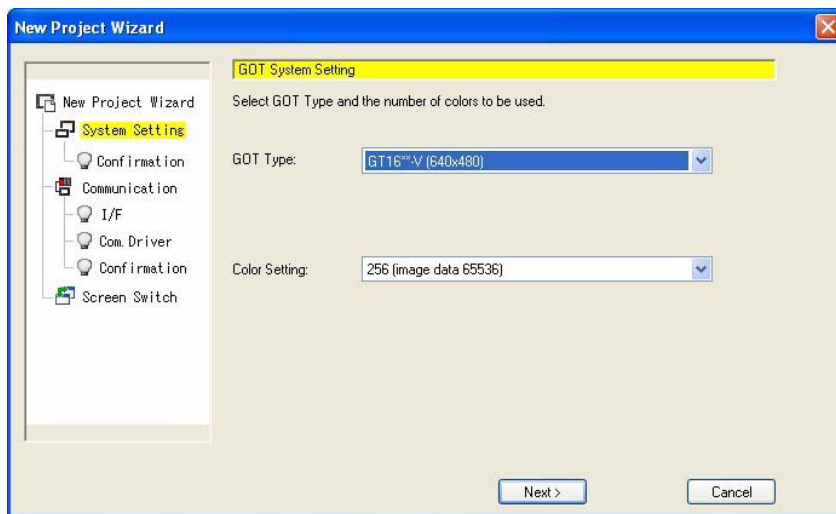 New Project Wizard
New Project Wizard
System Setting
Confirmation
Communication
I/F
Com. Driver
Confirmation
Screen Switch
GOT System Setting
Select GOT Type and the number of colors to be used.
GOT Type: GT16**-V (640x480)
Color Setting: 256 (image data 65536)
Next > Cancel